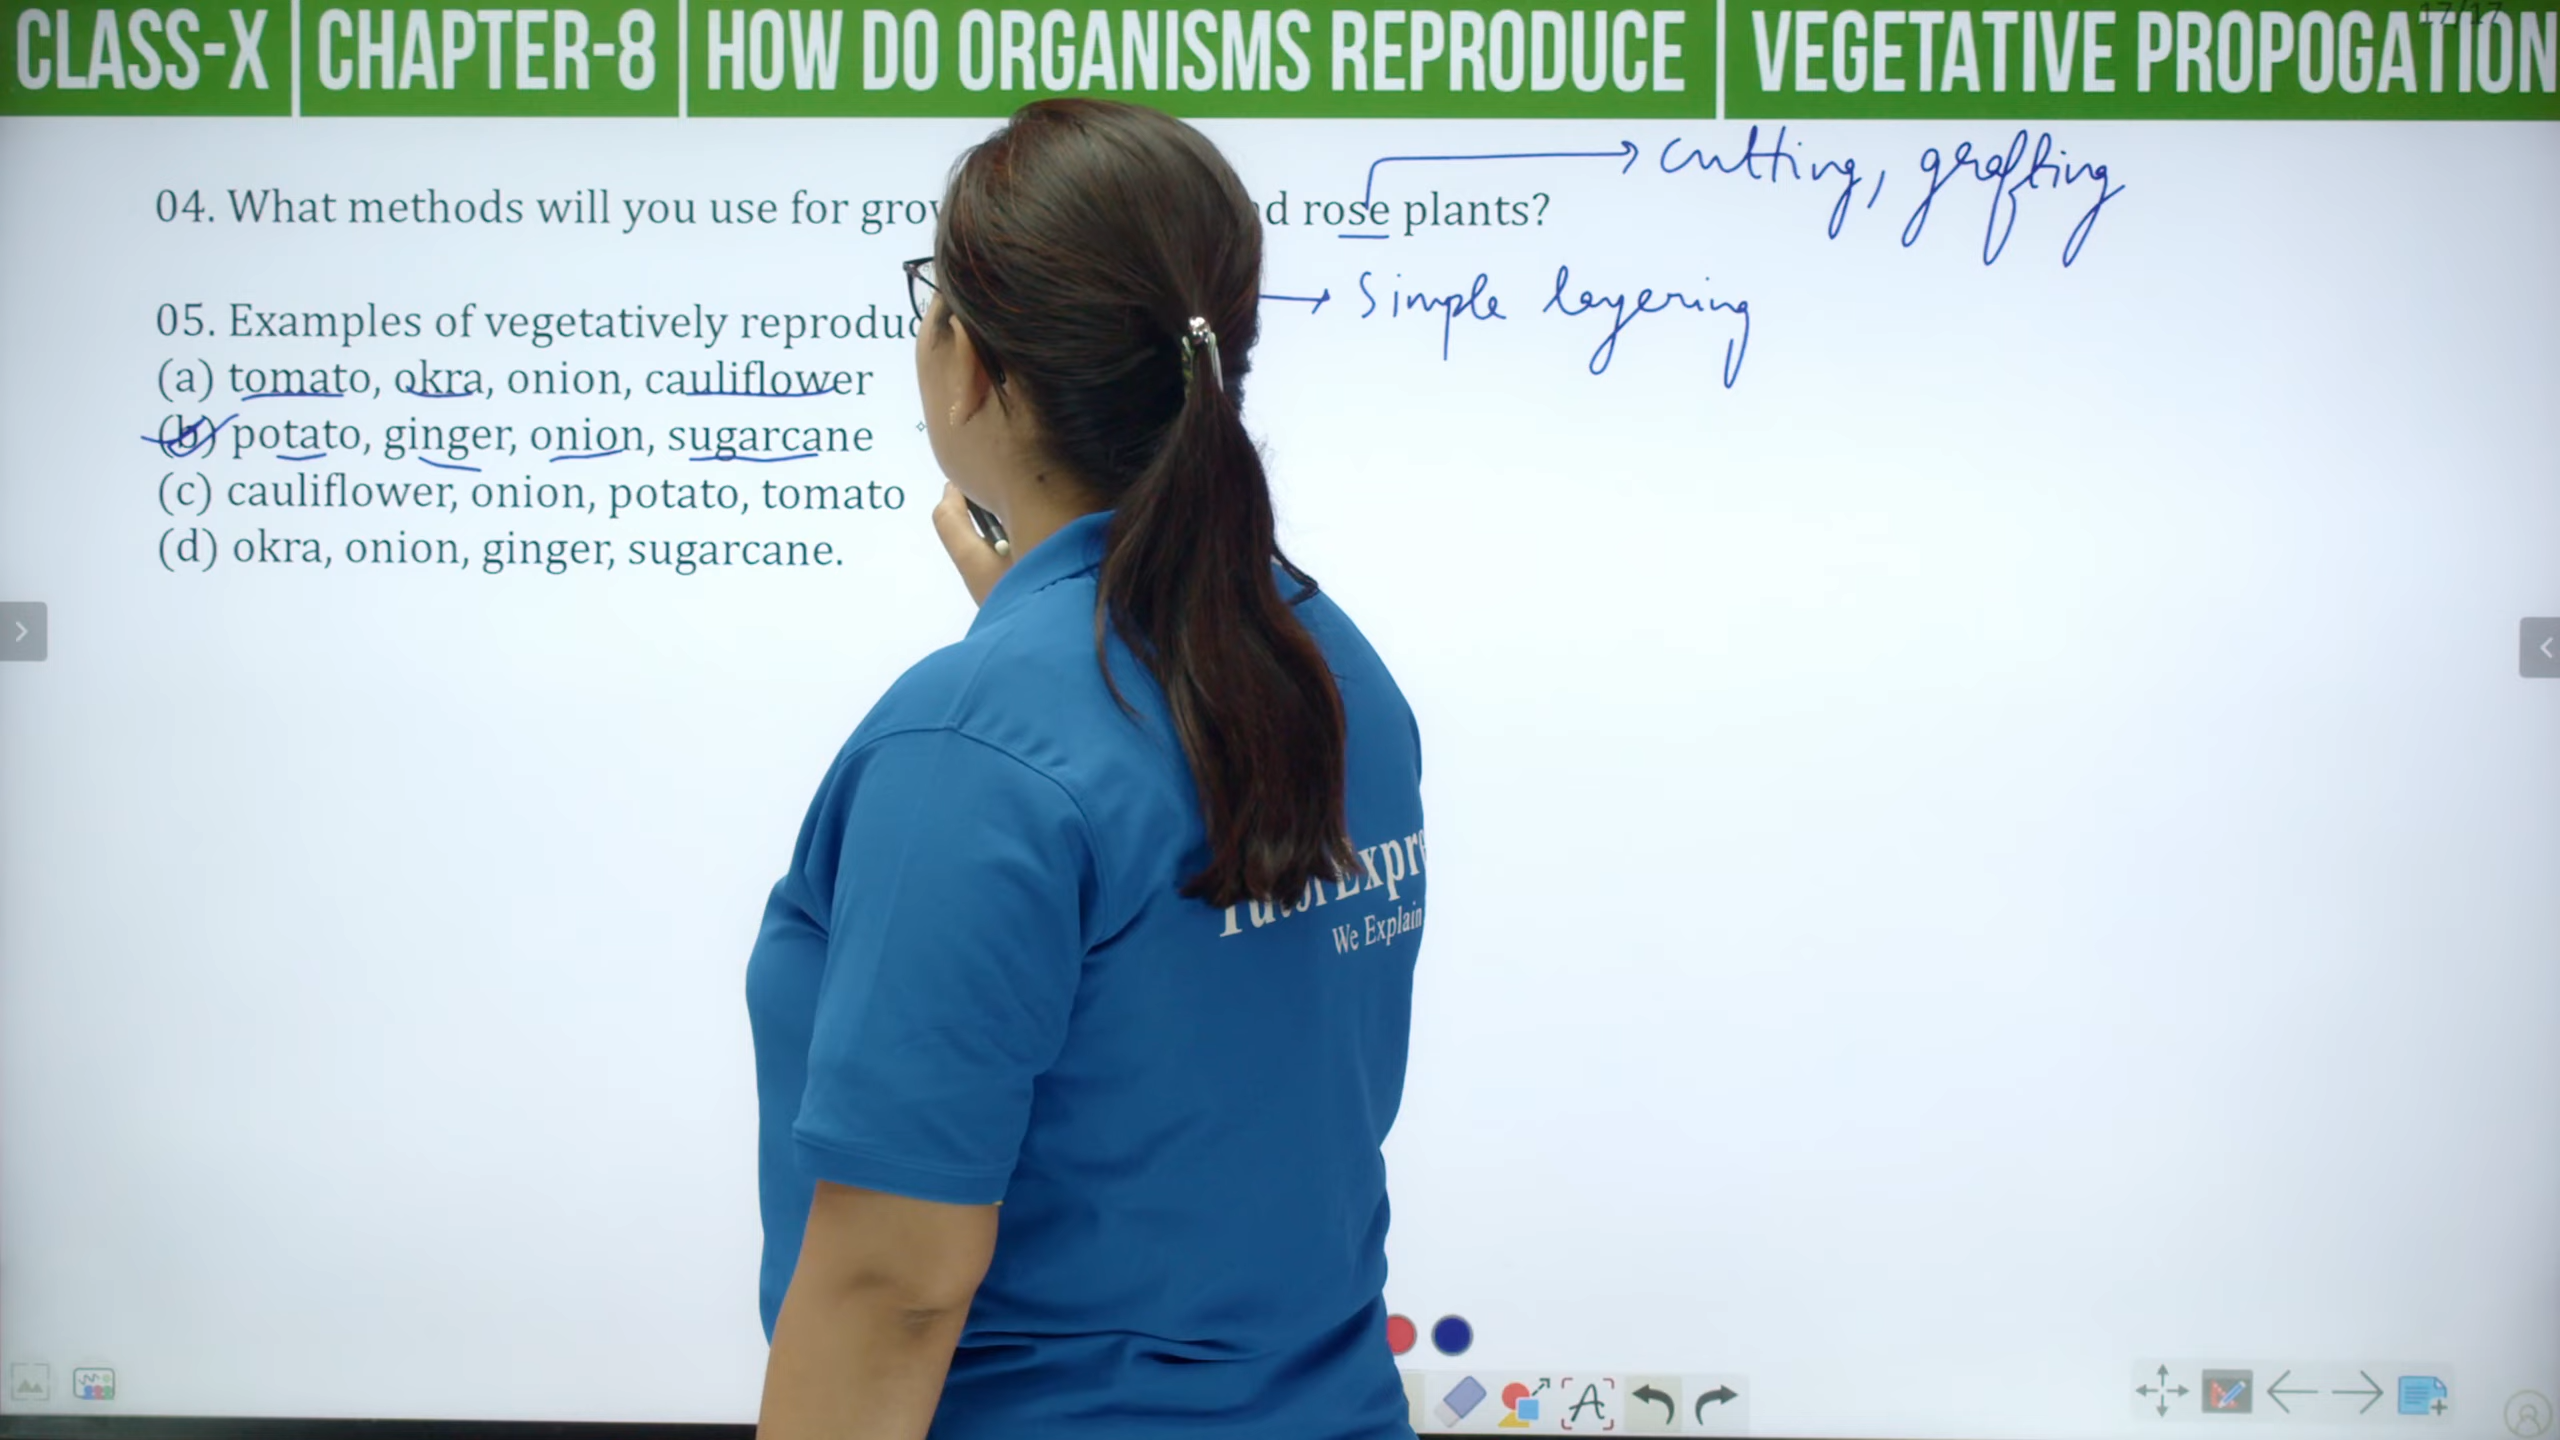 17/17
CLASS-X CHAPTER-8 HOW DO ORGANISMS REPRODUCE VEGETATIVE PROPOGATION
cutting, grafting
04. What methods will you use for rose plants?
Simple layering
05. Examples of vegetatively
(a) tomato, okra, onion, cauliflower
(b) potato, ginger, onion, sugarcane
(c) cauliflower, onion, potato, tomato
(d) okra, onion, ginger, sugarcane.
We Explain
A